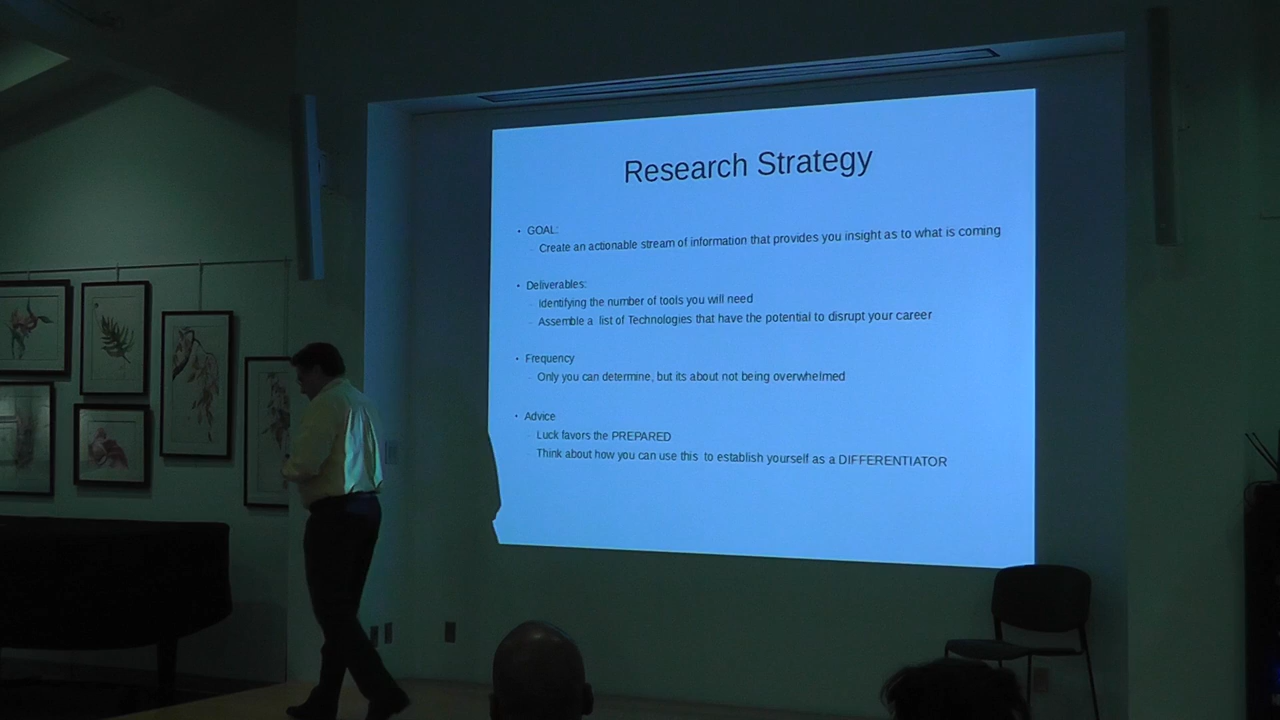 Research Strategy
• GOAL:
– Create an actionable stream of information that provides you insight as to what is coming
• Deliverables:
– Identifying the number of tools you will need
– Assemble a list of Technologies that have the potential to disrupt your career
• Frequency
– Only you can determine, but its about not being overwhelmed
• Advice
– Luck favors the PREPARED
– Think about how you can use this to establish yourself as a DIFFERENTIATOR